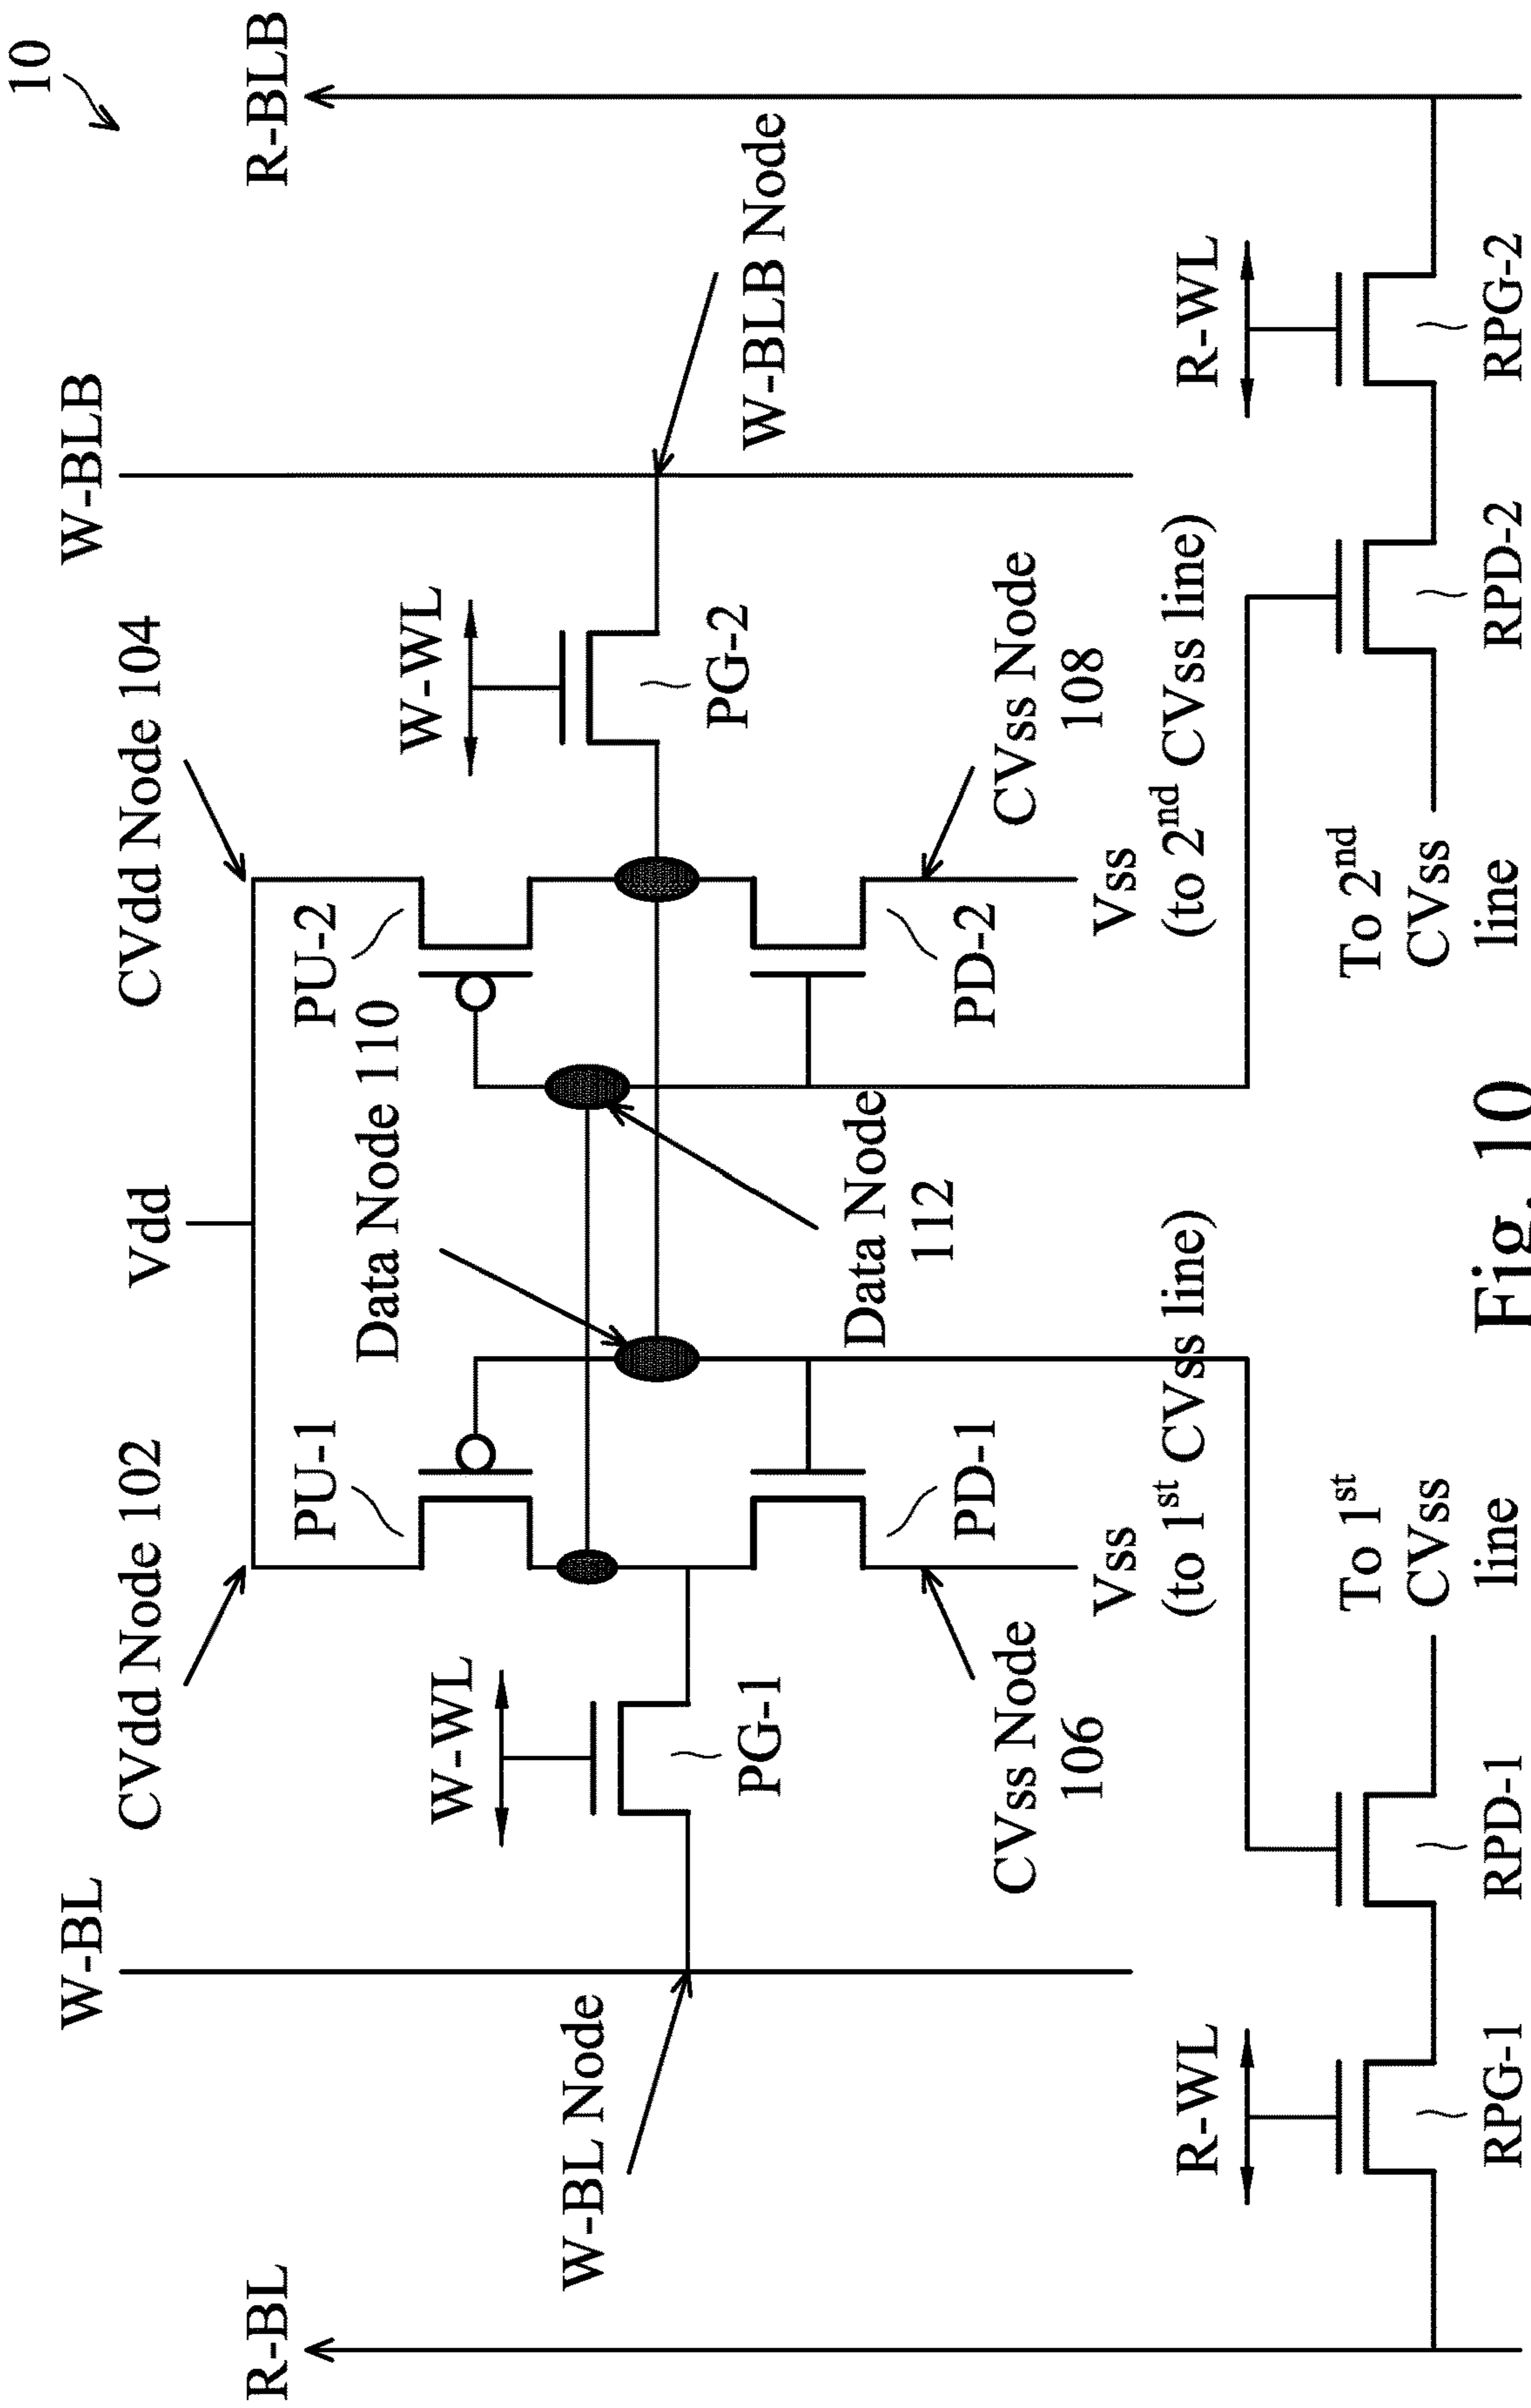 10
W-BL
Vdd
W-BLB
CVdd Node 102
CVdd Node 104
R-BL
R-BLB
PU-1
PU-2
Data Node 110
W-WL
W-WL
W-BL Node
PG-1
PG-2
W-BLB Node
Data Node
112
PD-1
PD-2
CVss Node
106
CVss Node
108
Vss
(to 1st CVss line)
Vss
(to 2nd CVss line)
R-WL
R-WL
To 1st
CVss
line
To 2nd
CVss
line
RPG-1
RPD-1
RPD-2
RPG-2
Fig. 10